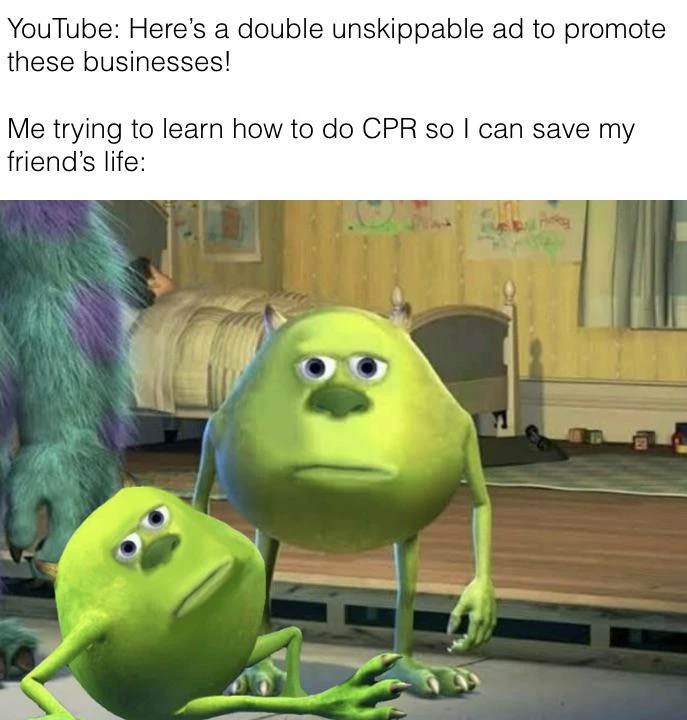 YouTube: Here’s a double unskippable ad to promote
these businesses!
Me trying to learn how to do CPR so I can save my
friend’s life: